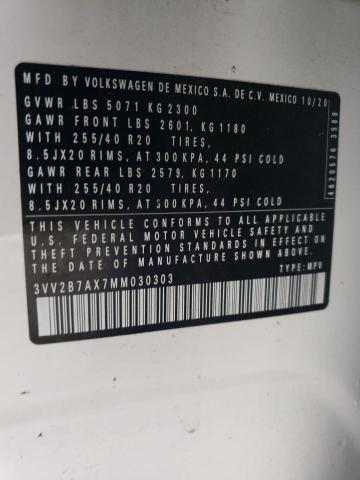 MFD BY VOLKSWAGEN DE MEXICO S.A. DE C.V. MEXICO 10/20
GVWR LBS 5071 KG 2300
GAWR FRONT LBS 2601, KG 1180
WITH 255/40 R20 TIRES,
8.5JX20 RIMS, AT 300 KPA, 44 PSI COLD
GAWR REAR LBS 2579, KG 1170
WITH 255/40 R20 TIRES,
8.5JX20 RIMS, AT 300 KPA, 44 PSI COLD
THIS VEHICLE CONFORMS TO ALL APPLICABLE
U.S. FEDERAL MOTOR VEHICLE SAFETY AND
THEFT PREVENTION STANDARDS IN EFFECT ON
THE DATE OF MANUFACTURE SHOWN ABOVE.
3VV2B7AX7MM030303 TYPE: MPV